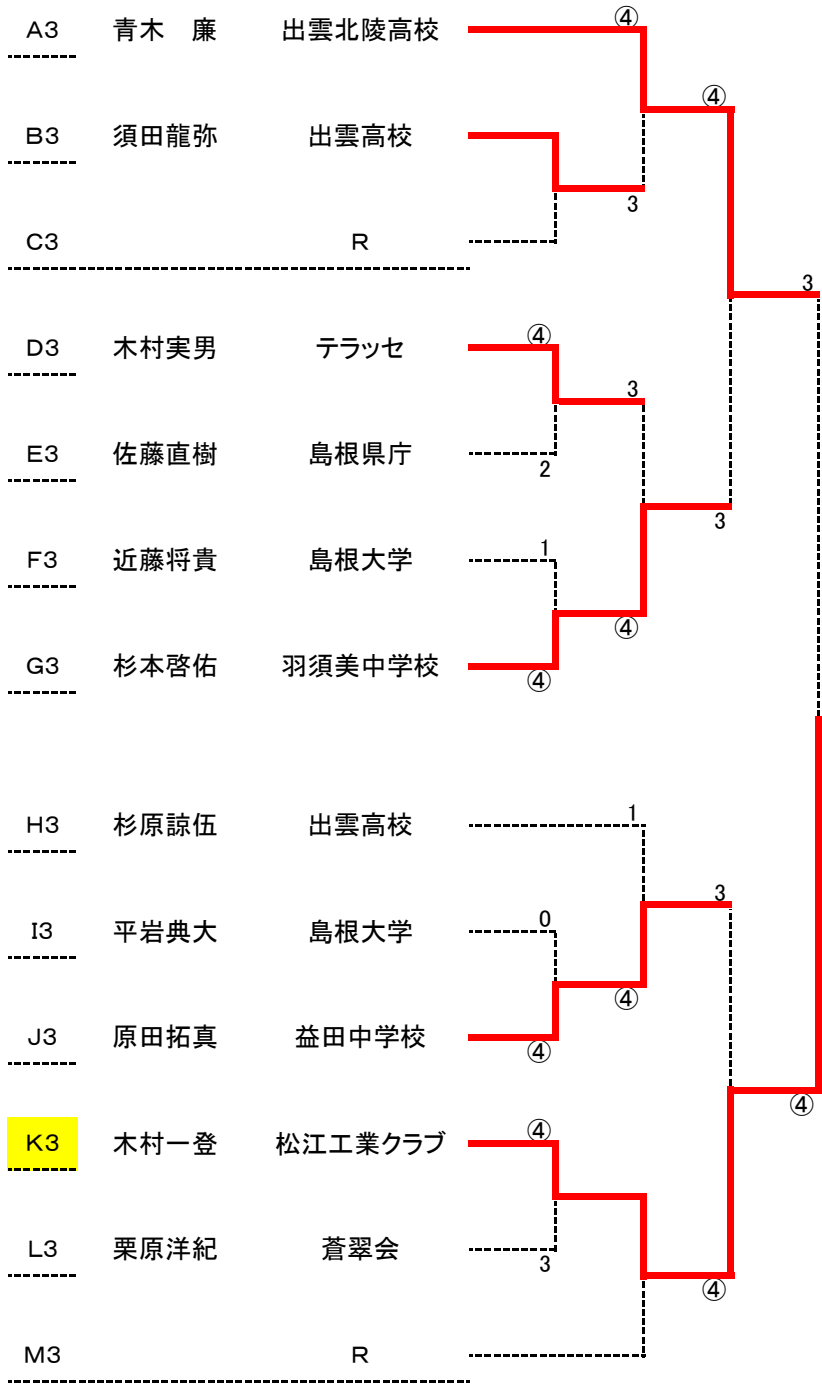 ④
A3 青木　廉 出雲北陵高校
④
B3 須田龍弥 出雲高校
3
C3 R
3
D3 木村実男 テラッセ ④
3
E3 佐藤直樹 島根県庁 2
3
F3 近藤将貴 島根大学 1
④
G3 杉本啓佑 羽須美中学校 ④
H3 杉原諒伍 出雲高校 1
3
I3 平岩典大 島根大学 0
④
J3 原田拓真 益田中学校 ④
④
K3 木村一登 松江工業クラブ ④
L3 栗原洋紀 蒼翠会 3
④
M3 R